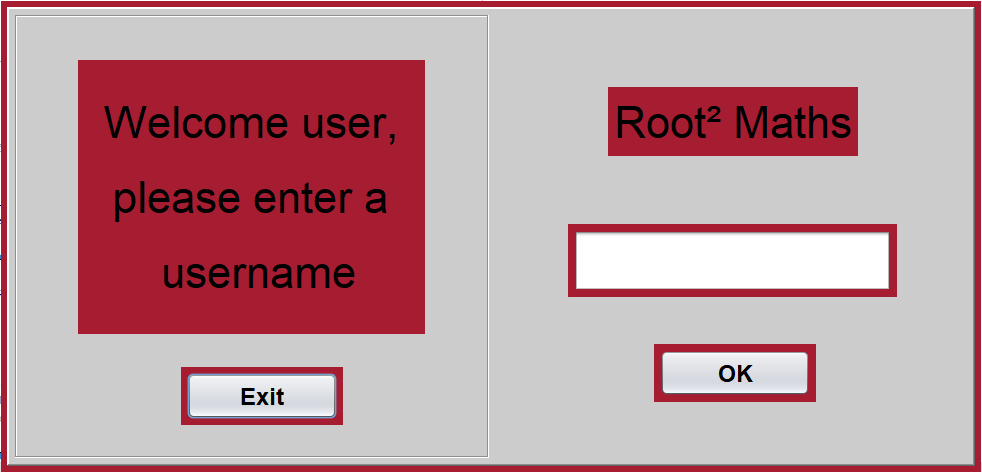 Welcome user,
please enter a
username
Exit
Root² Maths
OK